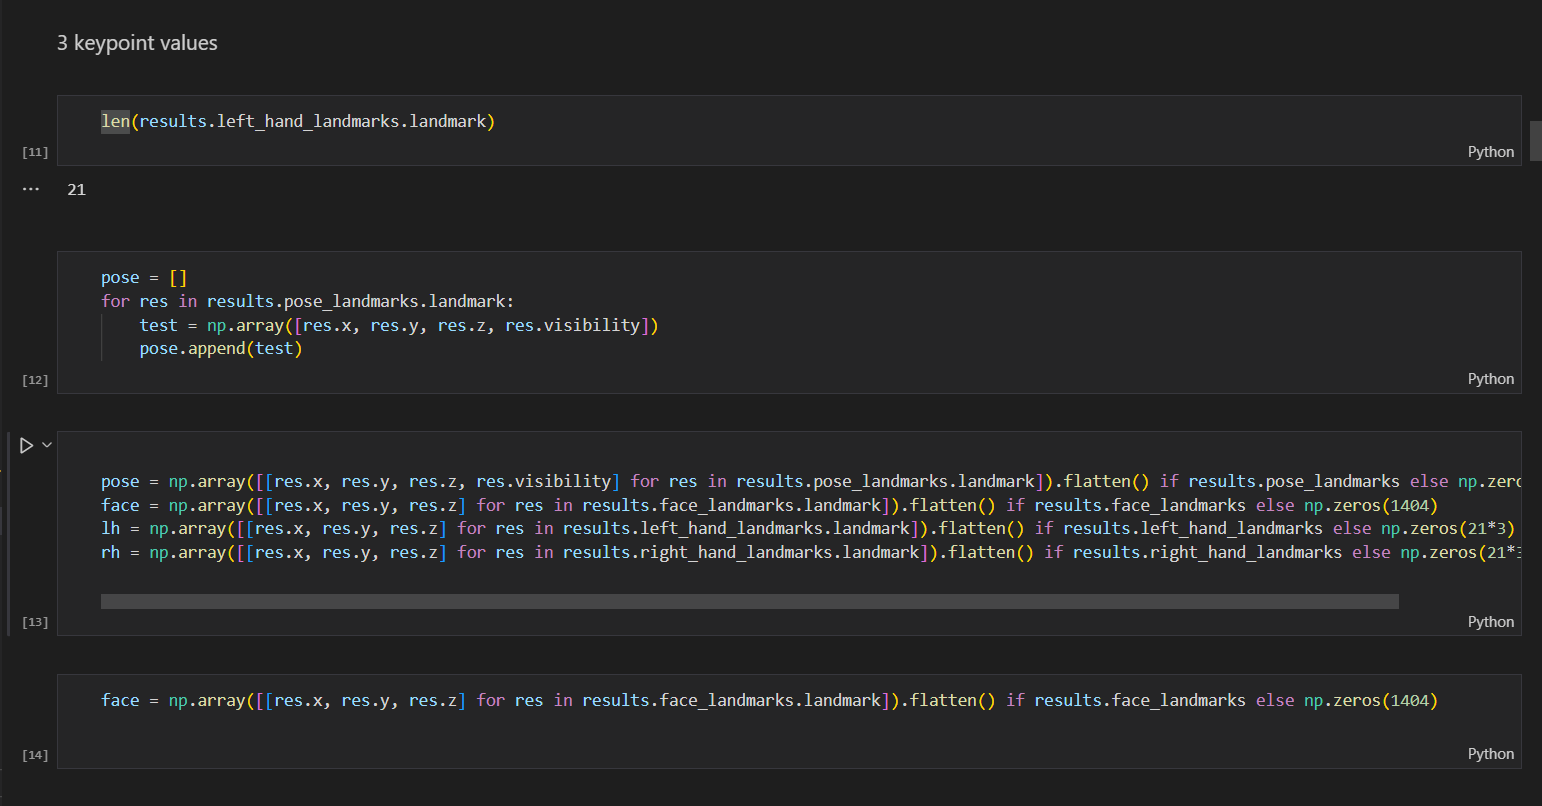 3 keypoint values
len(results.left_hand_landmarks.landmark)
[11]
Python
... 21
pose = []
for res in results.pose_landmarks.landmark:
    test = np.array([res.x, res.y, res.z, res.visibility])
    pose.append(test)
[12]
Python
pose = np.array([[res.x, res.y, res.z, res.visibility] for res in results.pose_landmarks.landmark]).flatten() if results.pose_landmarks else np.zerc
face = np.array([[res.x, res.y, res.z] for res in results.face_landmarks.landmark]).flatten() if results.face_landmarks else np.zeros(1404)
lh = np.array([[res.x, res.y, res.z] for res in results.left_hand_landmarks.landmark]).flatten() if results.left_hand_landmarks else np.zeros(21*3)
rh = np.array([[res.x, res.y, res.z] for res in results.right_hand_landmarks.landmark]).flatten() if results.right_hand_landmarks else np.zeros(21*3
[13]
Python
face = np.array([[res.x, res.y, res.z] for res in results.face_landmarks.landmark]).flatten() if results.face_landmarks else np.zeros(1404)
[14]
Python